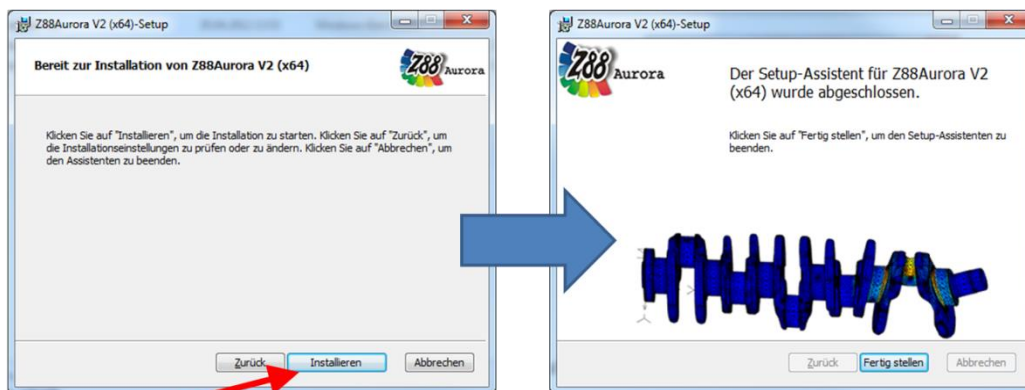 Z88Aurora V2 (x64)-Setup
Bereit zur Installation von Z88Aurora V2 (x64)
Z88 Aurora
Klicken Sie auf "Installieren", um die Installation zu starten. Klicken Sie auf "Zurück", um
die Installationseinstellungen zu prüfen oder zu ändern. Klicken Sie auf "Abbrechen", um
den Assistenten zu beenden.
Zurück
Installieren
Abbrechen
Z88Aurora V2 (x64)-Setup
Z88 Aurora
Der Setup-Assistent für Z88Aurora V2
(x64) wurde abgeschlossen.
Klicken Sie auf "Fertig stellen", um den Setup-Assistenten zu
beenden.
Zurück
Fertig stellen
Abbrechen